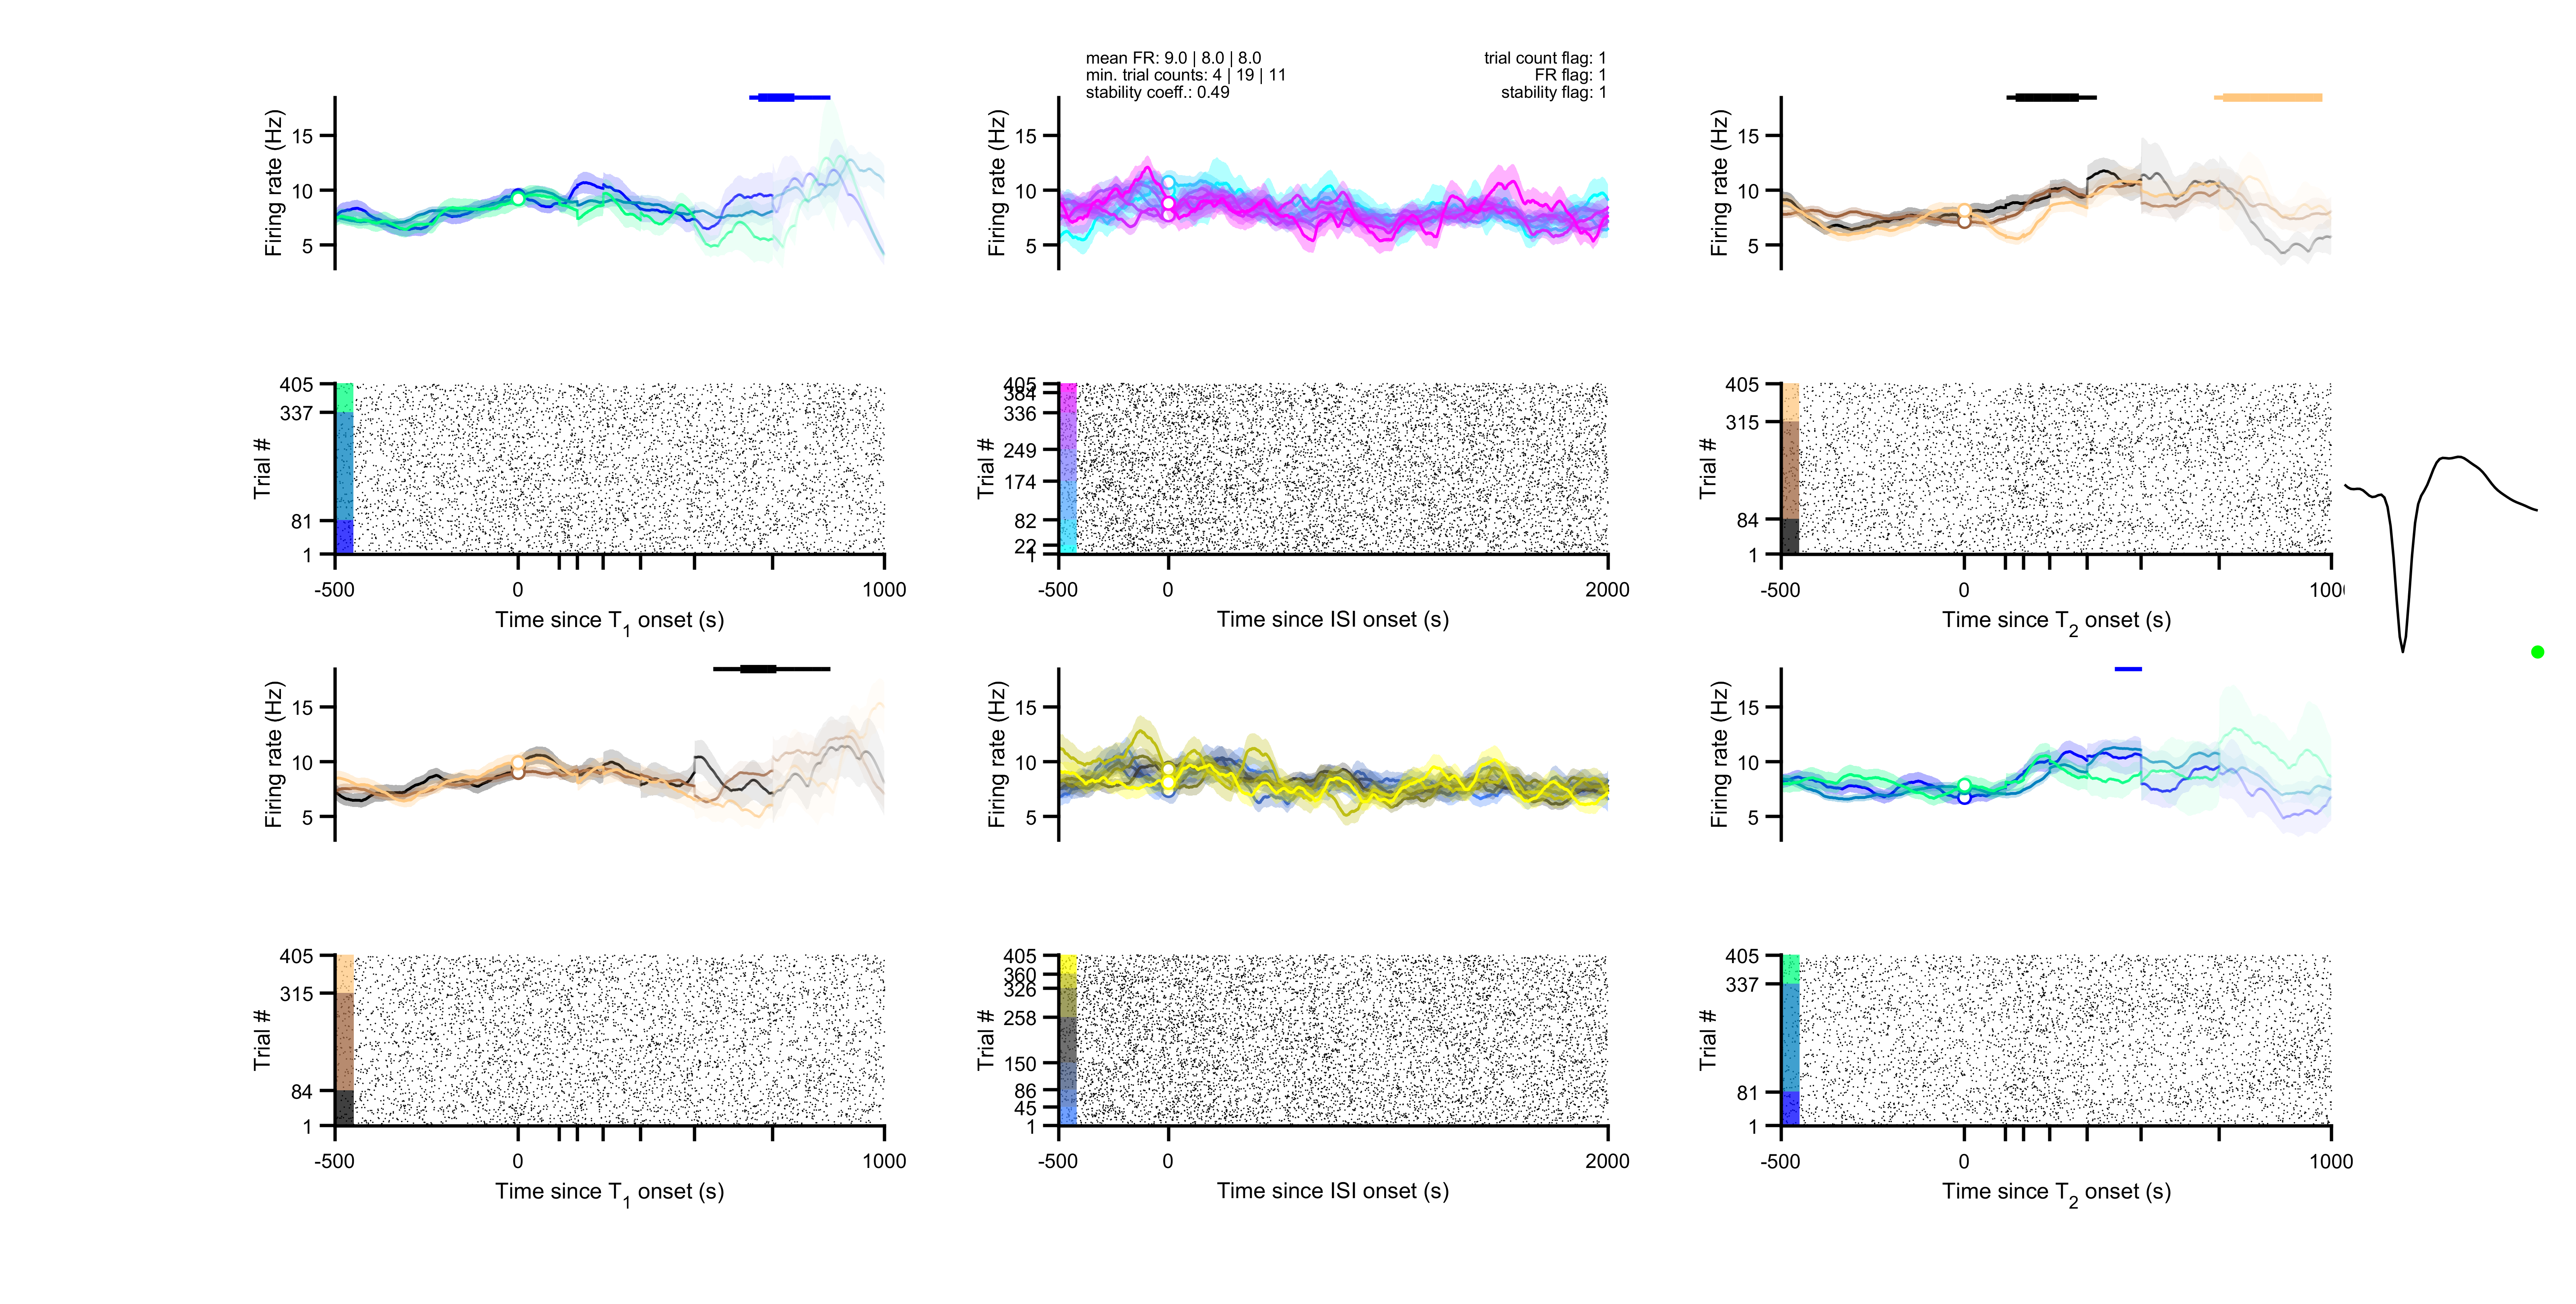 mean FR: 9.0 | 8.0 | 8.0
min. trial counts: 4 | 19 | 11
stability coeff.: 0.49
trial count flag: 1
FR flag: 1
stability flag: 1
Firing rate (Hz)
15
10
5
Firing rate (Hz)
15
10
5
Firing rate (Hz)
15
10
5
Trial #
405
337
81
1
-500
0
1000
Time since T1 onset (s)
Trial #
405
384
336
249
174
82
22
1
-500
0
2000
Time since ISI onset (s)
Trial #
405
315
84
1
-500
0
Time since T2 onset (s)
Firing rate (Hz)
15
10
5
Firing rate (Hz)
15
10
5
Firing rate (Hz)
15
10
5
Trial #
405
315
84
1
-500
0
1000
Time since T1 onset (s)
Trial #
405
360
326
258
150
86
45
1
-500
0
2000
Time since ISI onset (s)
Trial #
405
337
81
1
-500
0
1000
Time since T2 onset (s)